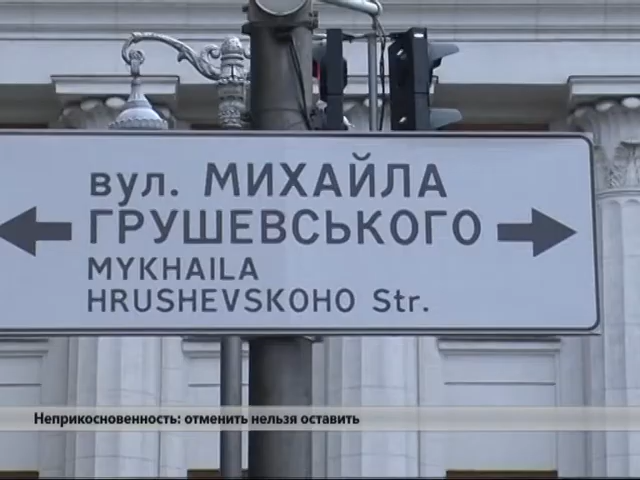 вул. МИХАЙЛА
ГРУШЕВСЬКОГО
MYKHAILA
HRUSHEVSKOHO Str.
Неприкосновенность: отменить нельзя оставить